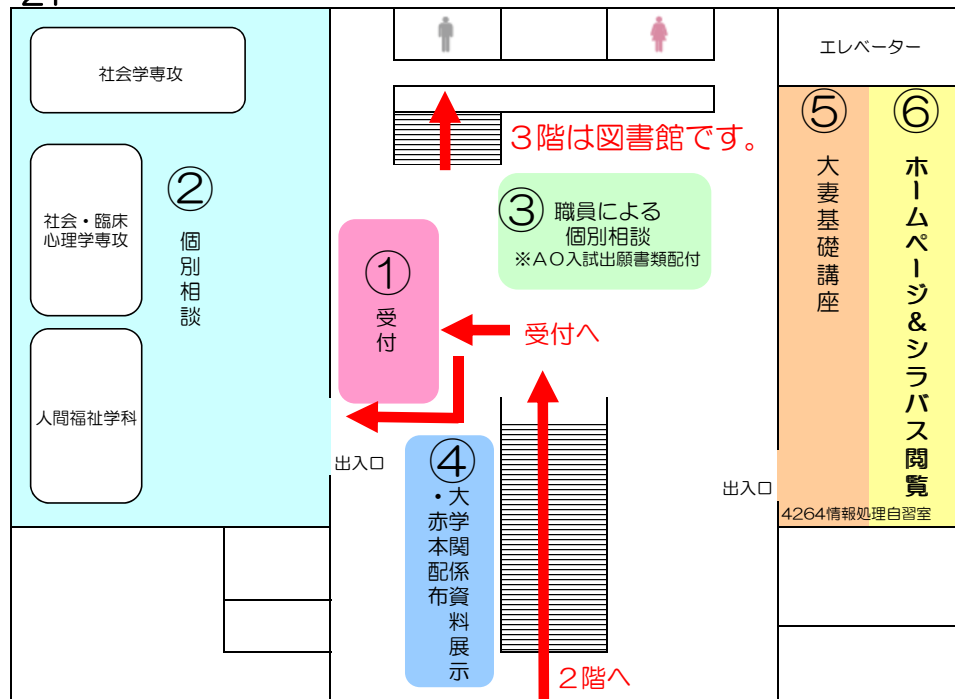 2F
社会学専攻
社会・臨床
心理学専攻
人間福祉学科
②
個別相談
①
受付
受付へ
３階は図書館です。
③ 職員による
個別相談
※ＡＯ入試出願書類配付
④
大学関係資料展示
・赤本配布
出入口
２階へ
エレベーター
⑤
大妻基礎講座
⑥
ホームページ&シラバス閲覧
出入口
4264情報処理自習室